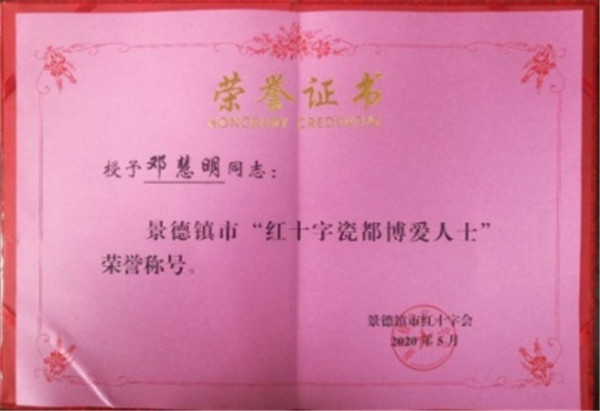 荣誉证书
HONORARY CREDENTIAL
授予邓慧明同志：
景德镇市“红十字瓷都博爱人士”
荣誉称号。
景德镇市红十字会
2020年5月